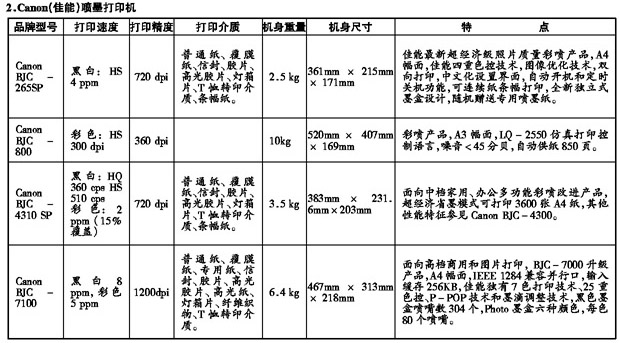 2.Canon(佳能)喷墨打印机
品牌型号 打印速度 打印精度 打印介质 机身重量 机身尺寸 特 点
Canon
BJC -
265SP
黑白: HS
4 ppm
720 dpi
普通纸、覆膜
纸、信封、胶片、
高光胶片、灯箱
片、T恤转印介
质、条幅纸。
2.5 kg
361mm × 215mm
× 171mm
佳能最新超经济级照片质量彩喷产品,A4
幅面,佳能四重色控技术,图像优化技术,双
向打印,中文化设置界面,自动开机和定时
关机功能,可连续纸条幅打印,全新独立式
墨盒设计,随机赠送专用喷墨纸。
Canon
BJC -
800
彩色: HS
300 dpi
360 dpi
10kg
520mm × 407mm
× 169mm
彩喷产品,A3幅面,LQ-2550仿真打印控
制语言,噪音<45分贝,自动供纸850页。
Canon
BJC -
4310 SP
黑白: HQ
360 cps HS
510 cps
彩色: 2
ppm(15%
覆盖)
720 dpi
普通纸、覆膜
纸、信封、胶片、
高光胶片、灯箱
片、T恤转印介
质、条幅纸。
3.5 kg
383mm × 231.
6mm×203mm
面向中档家用、办公多功能彩喷改进产品,
超经济省墨模式可打印3600张A4纸,其他
性能特征参见Canon BJC-4300。
Canon
BJC -
7100
黑白 8
ppm,彩色
5 ppm
1200dpi
普通纸、覆膜
纸、专用纸、信
封、胶片、高光
胶片、高光纸、
灯箱片、纤维织
物、T恤转印介
质。
6.4 kg
467mm × 313mm
× 218mm
面向高档商用和图片打印,BJC-7000升级
产品,A4幅面,IEEE 1284兼容并行口,输入
缓存256KB,佳能独有7色打印技术、25重
色控、P-POP技术和墨滴调整技术,黑色墨
盒喷嘴数304个,Photo墨盒六种颜色,每色
80个喷嘴。